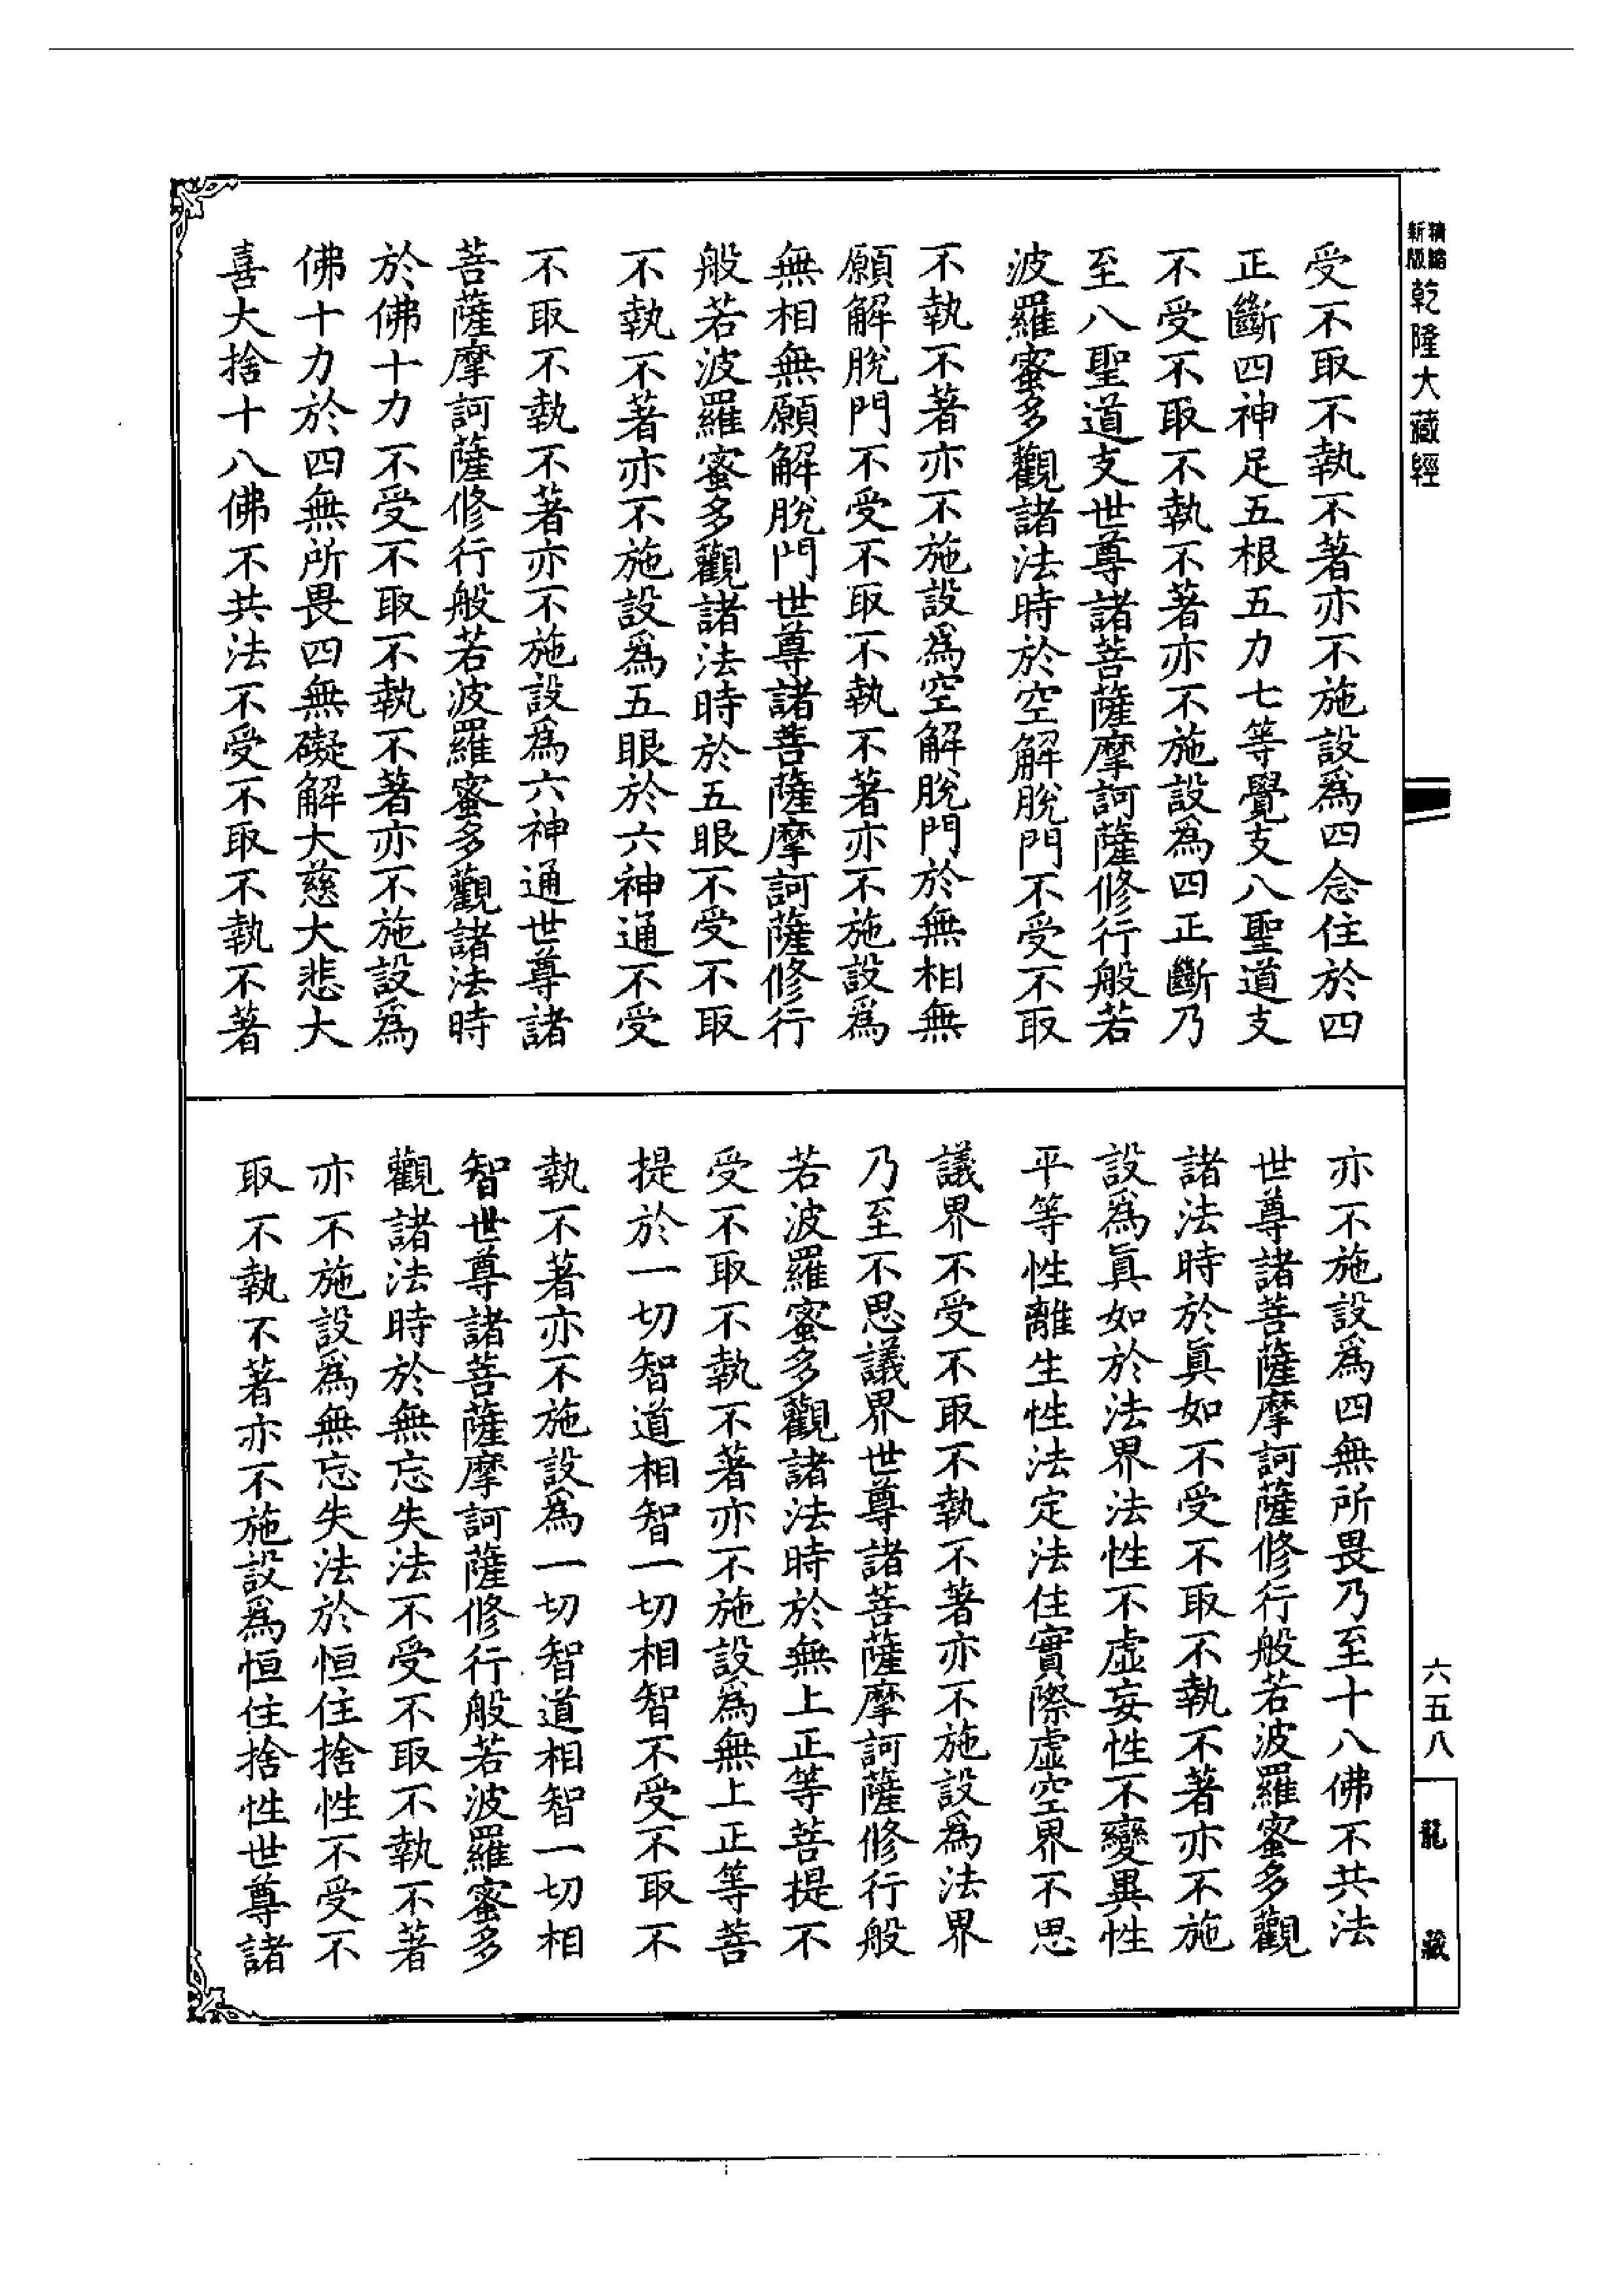 精縮新版乾隆大藏經
受不取不執不著亦不施設爲四念住於四
正斷四神足五根五力七等覺支八聖道支
不受不取不執不著亦不施設爲四正斷乃
至八聖道支世尊諸菩薩摩訶薩修行般若
波羅蜜多觀諸法時於空解脫門不受不取
不執不著亦不施設爲空解脫門於無相無
願解脫門不受不取不執不著亦不施設爲
無相無願解脫門世尊諸菩薩摩訶薩修行
般若波羅蜜多觀諸法時於五眼不受不取
不執不著亦不施設爲五眼於六神通不受
不取不執不著亦不施設爲六神通世尊諸
菩薩摩訶薩修行般若波羅蜜多觀諸法時
於佛十力不受不取不執不著亦不施設爲
佛十力於四無所畏四無礙解大慈大悲大
喜大捨十八佛不共法不受不取不執不著
亦不施設爲四無所畏乃至十八佛不共法
世尊諸菩薩摩訶薩修行般若波羅蜜多觀
諸法時於眞如不受不取不執不著亦不施
設爲眞如於法界法性不虛妄性不變異性
平等性離生性法定法住實際虛空界不思
議界不受不取不執不著亦不施設爲法界
乃至不思議界世尊諸菩薩摩訶薩修行般
若波羅蜜多觀諸法時於無上正等菩提不
受不取不執不著亦不施設爲無上正等菩
提於一切智道相智一切相智不受不取不
執不著亦不施設爲一切智道相智一切相
智世尊諸菩薩摩訶薩修行般若波羅蜜多
觀諸法時於無忘失法不受不取不執不著
亦不施設爲無忘失法於恒住捨性不受不
取不執不著亦不施設爲恒住捨性世尊諸
六五八
龍藏